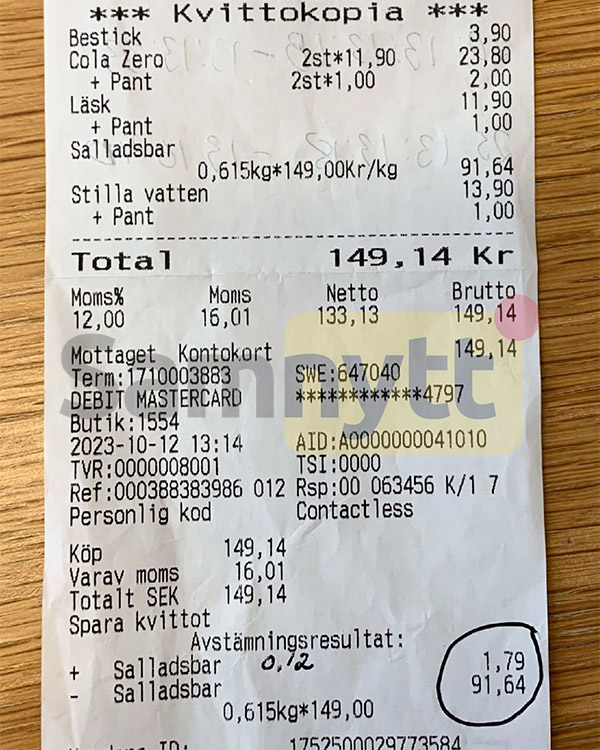 *** Kvittokopia ***
Bestick 3,90
Cola Zero 2st*11,90 23,80
+ Pant 2st*1,00 2,00
Läsk 11,90
+ Pant 1,00
Salladsbar
0,615kg*149,00Kr/kg 91,64
Stilla vatten 13,90
+ Pant 1,00
Total 149,14 Kr
Moms% Moms Netto Brutto
12,00 16,01 133,13 149,14
Mottaget Kontokort 149,14
Term:1710003883 SWE:647040
DEBIT MASTERCARD ************4797
Butik:1554
2023-10-12 13:14 AID:A0000000041010
TVR:0000008001 TSI:0000
Ref:000388383986 012 Rsp:00 063456 K/1 7
Personlig kod Contactless
Köp 149,14
Varav moms 16,01
Totalt SEK 149,14
Spara kvittot
Avstämningsresultat:
+ Salladsbar 0,12 1,79
- Salladsbar 91,64
0,615kg*149,00
ID: 1752500029773584
Samnytt